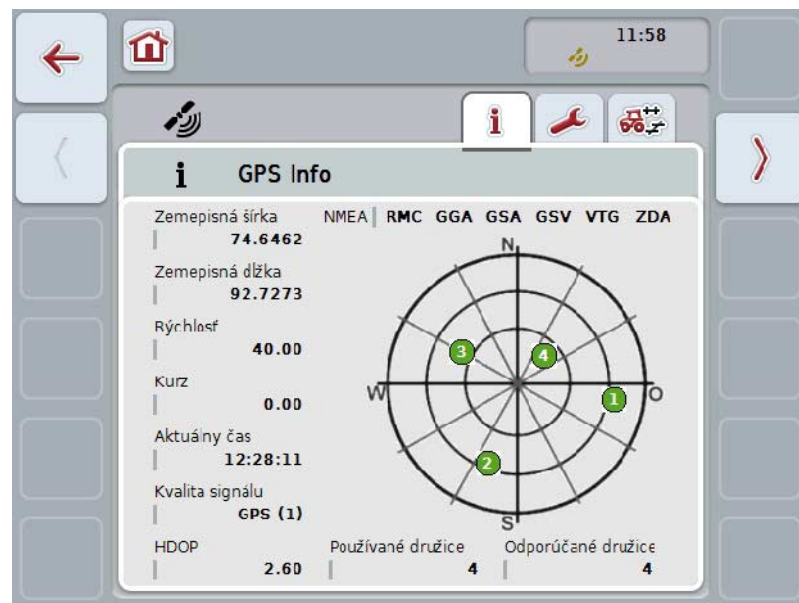 11:58
i
i GPS Info
Zemepisná šírka
74.6462
NMEA RMC GGA GSA GSV VTG ZDA
Zemepisná dĺžka
92.7273
Rýchlosť
40.00
Kurz
0.00
Aktuálny čas
12:28:11
Kvalita signálu
GPS (1)
HDOP
2.60
N
3
4
W
1
O
2
S
Používané družice
4
Odporúčané družice
4